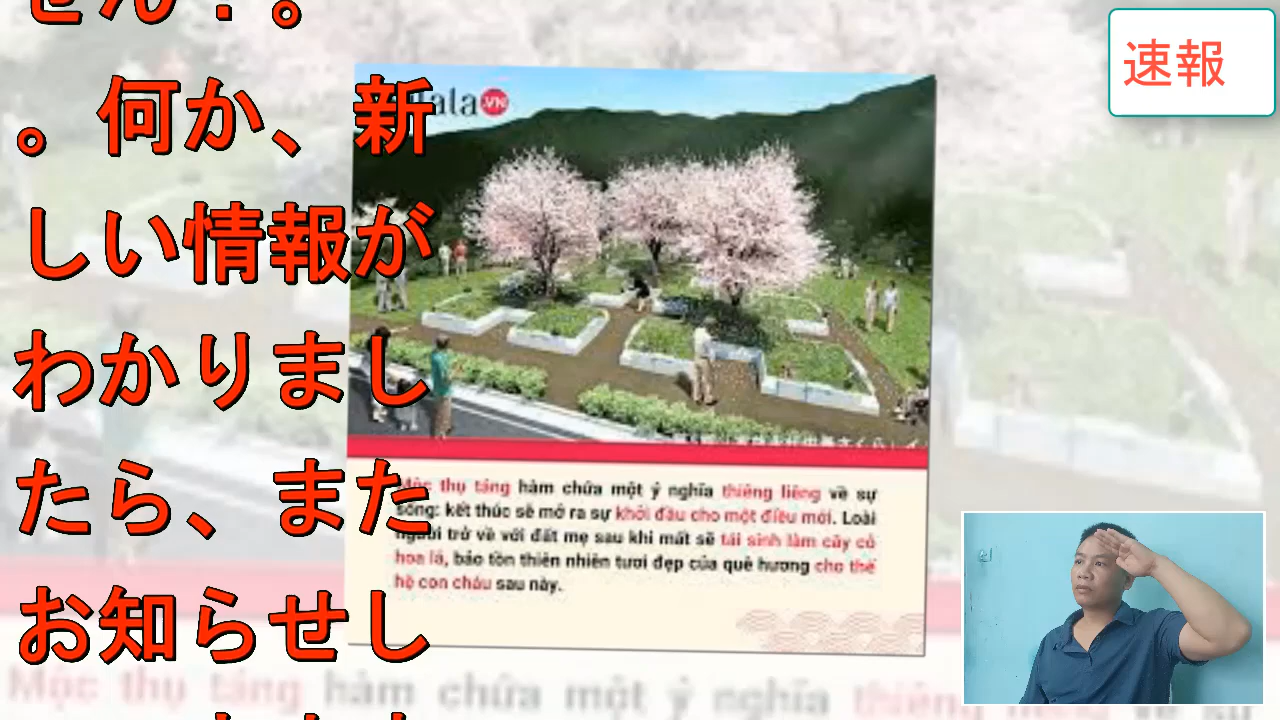 せん！。
。何か、新
しい情報が
わかりまし
たら、また
お知らせし
速報
.VN
Mộc thụ táng hàm chứa một ý nghĩa thiêng liêng về sự
sống: kết thúc sẽ mở ra sự khởi đầu cho một điều mới. Loài
người trở về với đất mẹ sau khi mất sẽ tái sinh làm cây cỏ
hoa lá, bảo tồn thiên nhiên tươi đẹp của quê hương cho thế
hệ con cháu sau này.
Mộc thụ táng hàm chứa một ý nghĩa thiêng